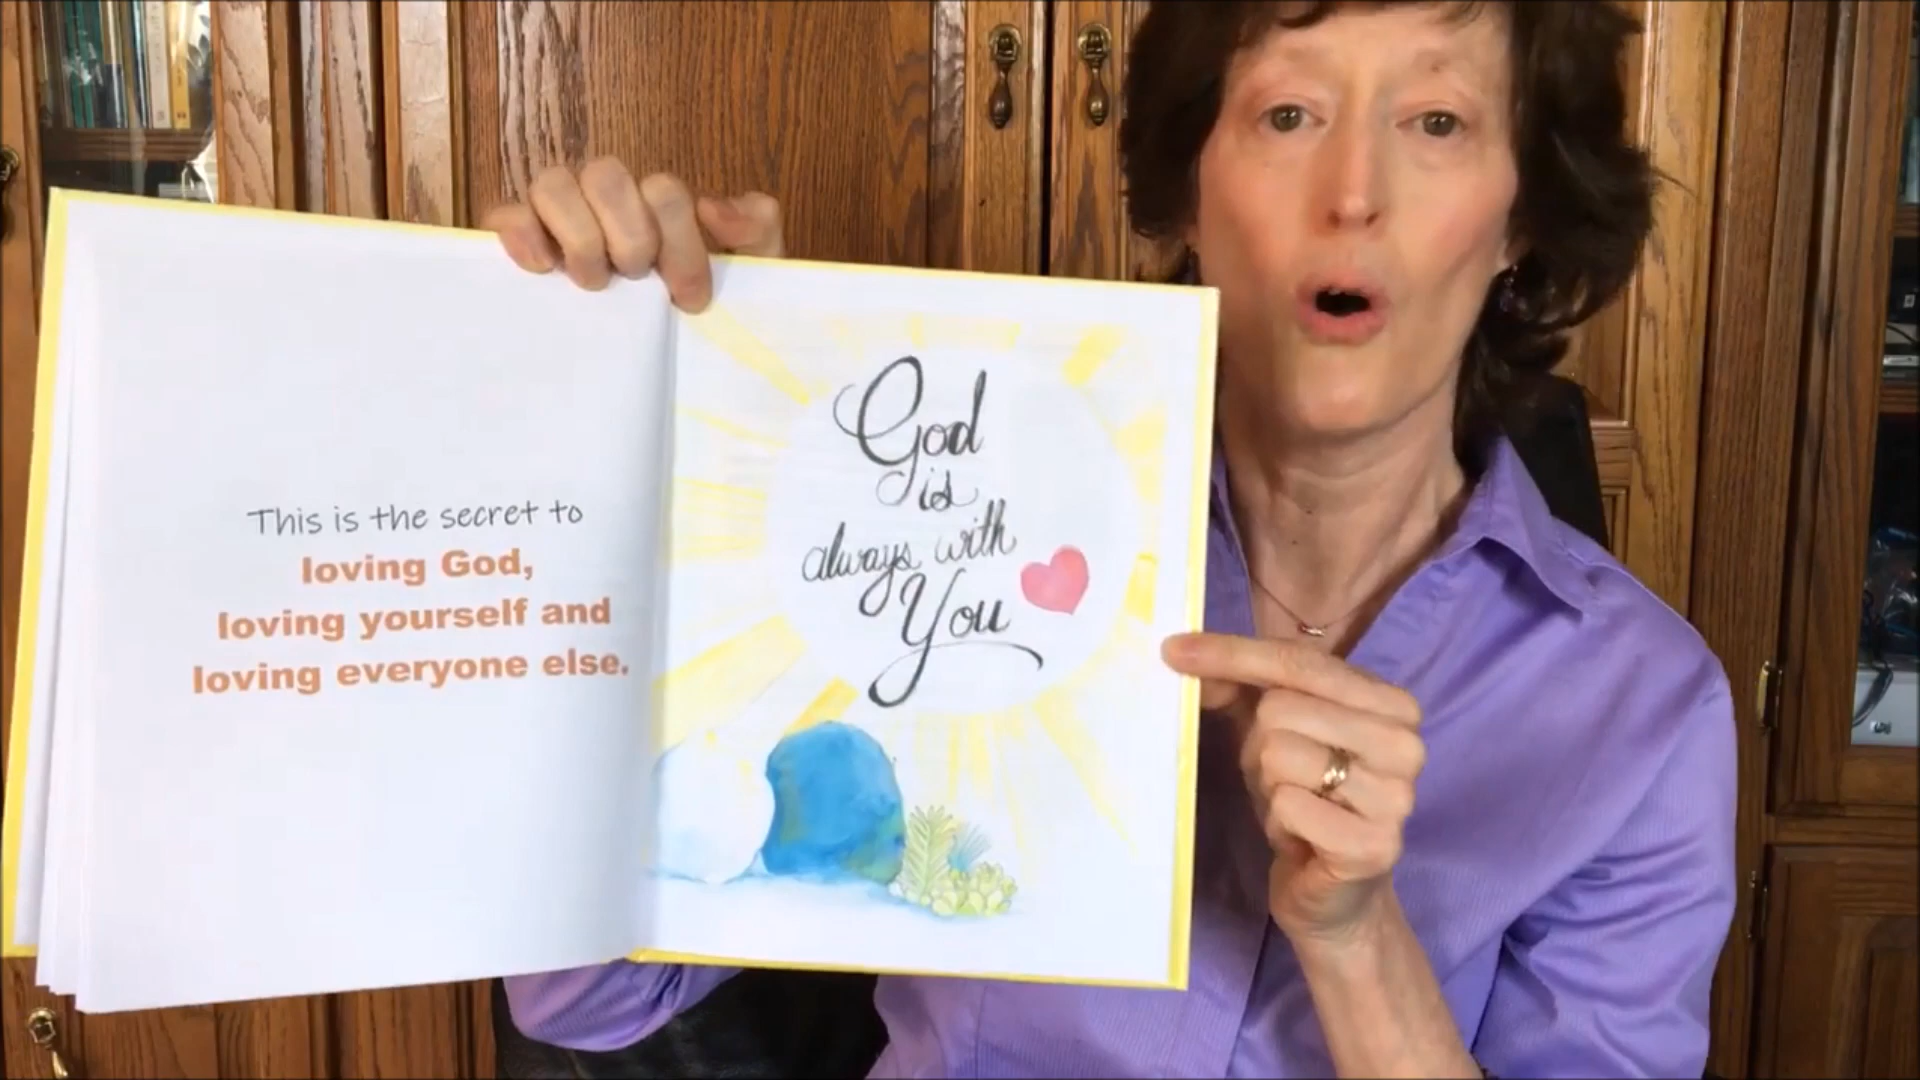 This is the secret to
loving God,
loving yourself and
loving everyone else.
God
is
always with
You